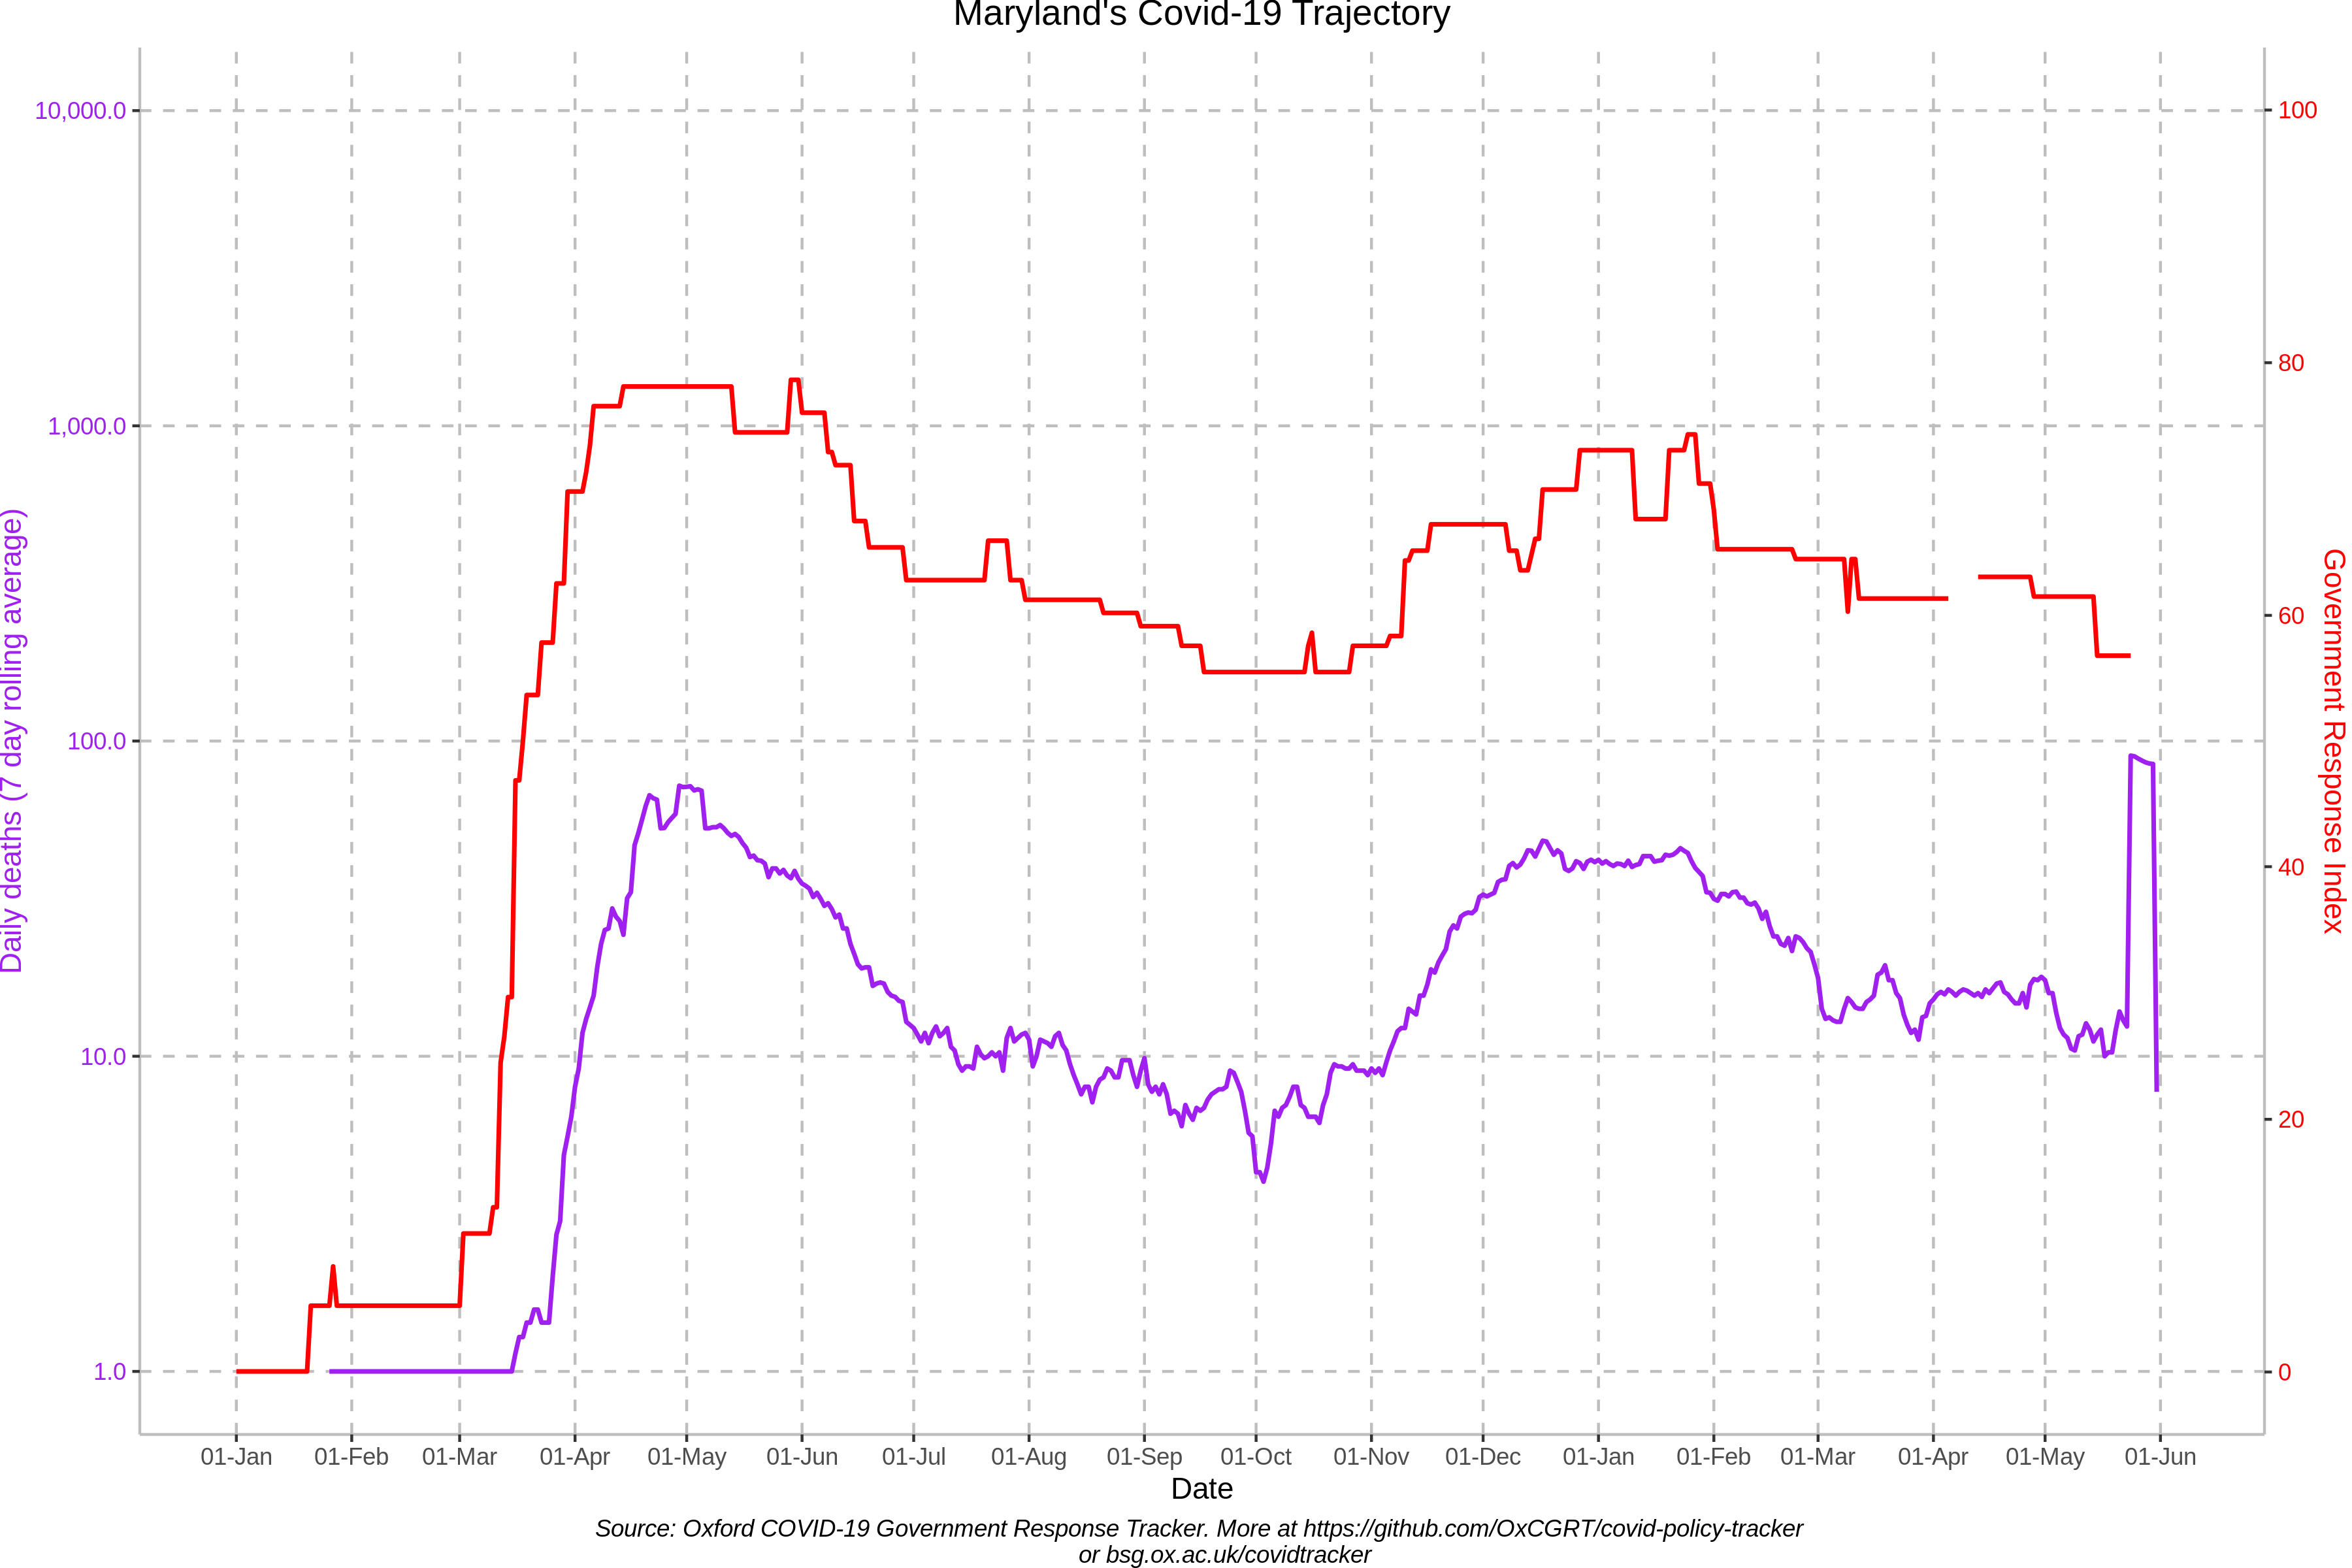 Maryland's Covid-19 Trajectory
10,000.0
1,000.0
100.0
10.0
1.0
Daily deaths (7 day rolling average)
100
80
60
40
20
0
Government Response Index
01-Jan 01-Feb 01-Mar 01-Apr 01-May 01-Jun 01-Jul 01-Aug 01-Sep 01-Oct 01-Nov 01-Dec 01-Jan 01-Feb 01-Mar 01-Apr 01-May 01-Jun
Date
Source: Oxford COVID-19 Government Response Tracker. More at https://github.com/OxCGRT/covid-policy-tracker
or bsg.ox.ac.uk/covidtracker